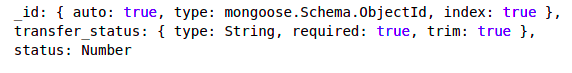 _id: { auto: true, type: mongoose.Schema.ObjectId, index: true },
transfer_status: { type: String, required: true, trim: true },
status: Number